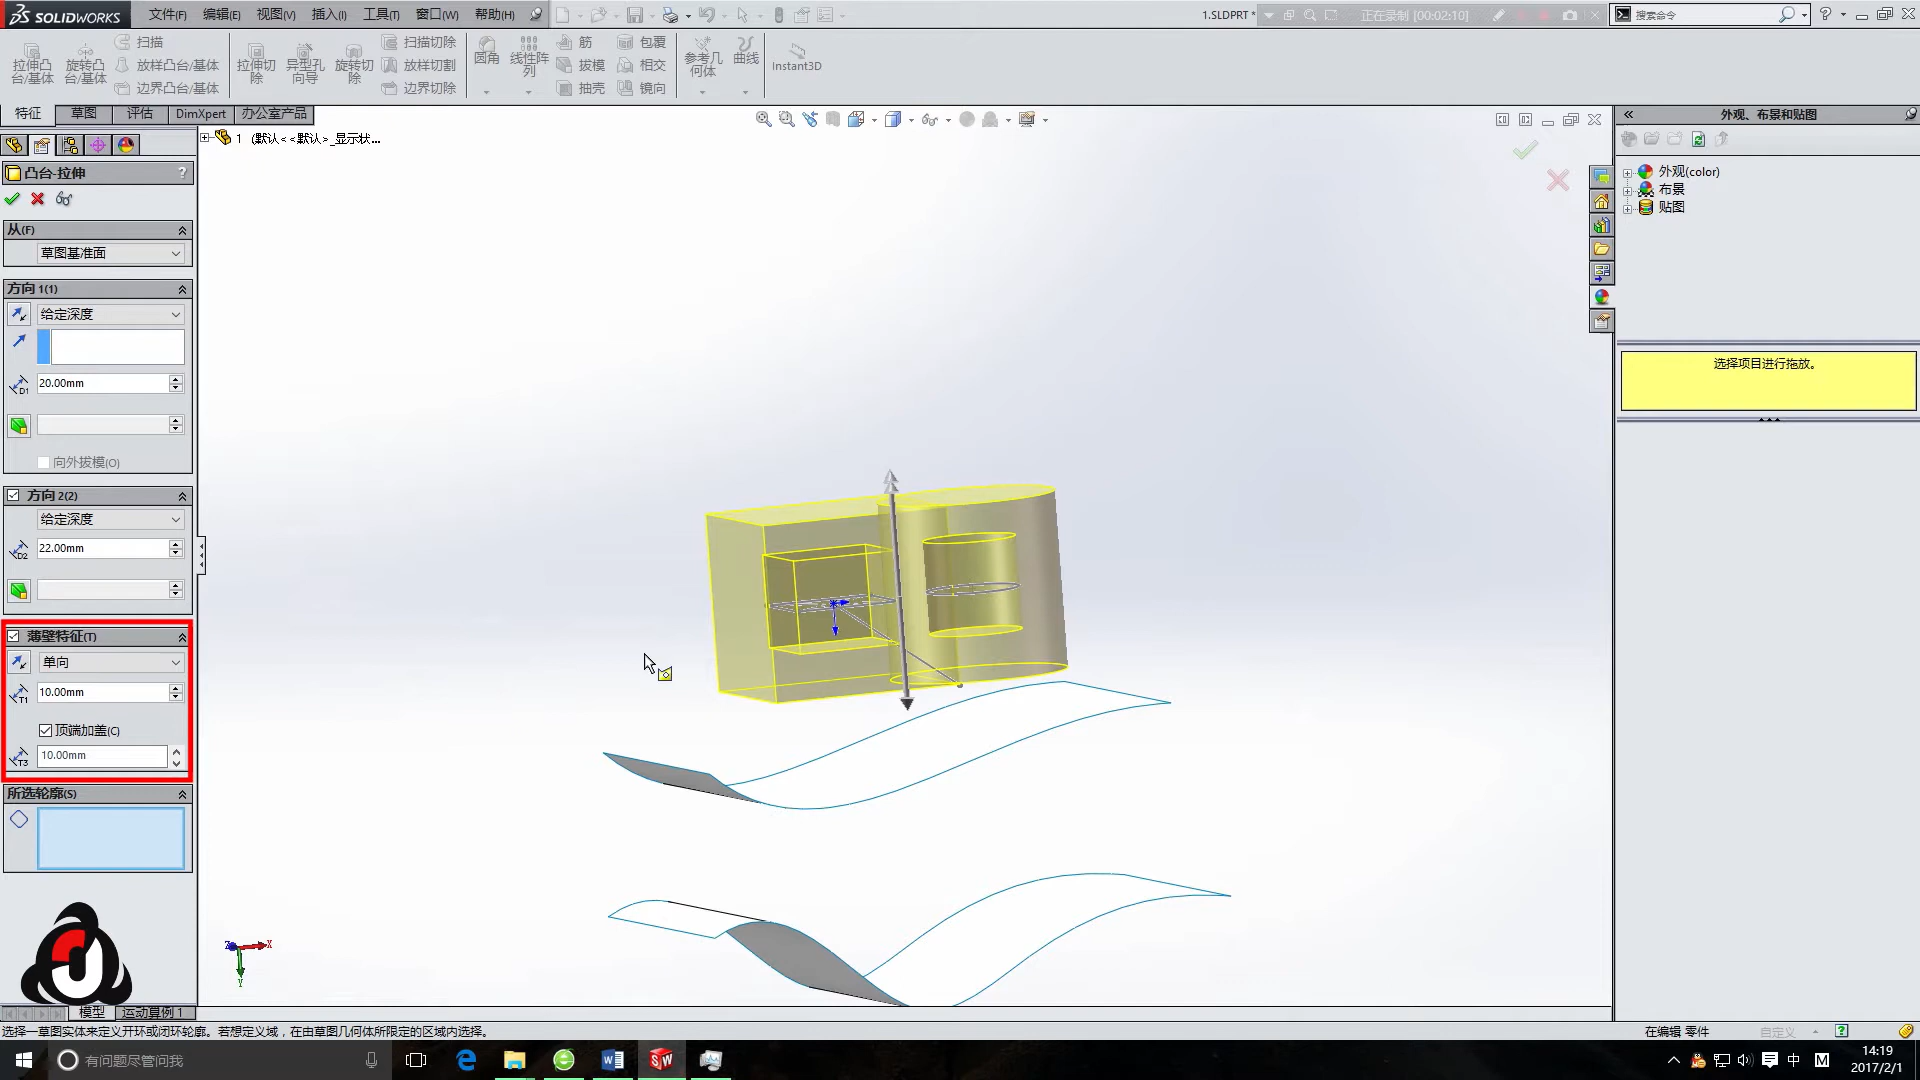 SOLIDWORKS 文件(F) 编辑(E) 视图(V) 插入(I) 工具(T) 窗口(W) 帮助(H) 1.SLDPRT * 正在录制 [00:02:10] 搜索命令
拉伸凸台/基体 旋转凸台/基体 扫描 放样凸台/基体 边界凸台/基体 拉伸切除 异型孔向导 旋转切除 扫描切除 放样切割 边界切除 圆角 线性阵列 筋 拔模 抽壳 包覆 相交 镜向 参考几何体 曲线 Instant3D
特征 草图 评估 DimXpert 办公室产品
1 (默认<<默认>_显示状...
凸台-拉伸 ?
从(F)
草图基准面
方向 1(1)
给定深度
D1 20.00mm
向外拔模(O)
方向 2(2)
给定深度
D2 22.00mm
薄壁特征(T)
单向
T1 10.00mm
顶端加盖(C)
T3 10.00mm
所选轮廓(S)
Z X
Y
模型 运动算例 1
外观、布景和贴图
外观(color)
布景
贴图
选择项目进行拖放。
选择一草图实体来定义开环或闭环轮廓。若想定义域，在由草图几何体所限定的区域内选择。 在编辑 零件 自定义
有问题尽管问我 中 M 14:19
2017/2/1